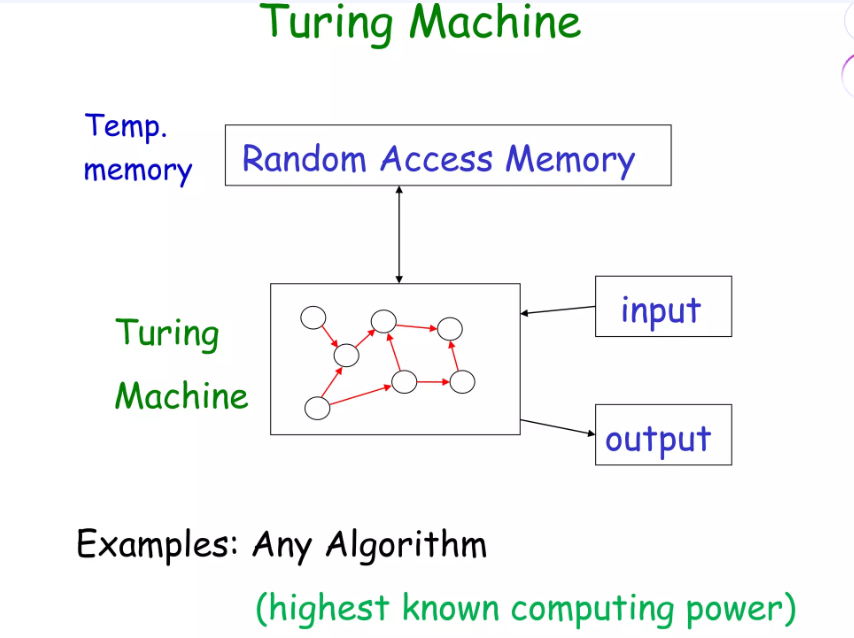 Turing Machine
Temp.
memory
Random Access Memory
Turing
Machine
input
output
Examples: Any Algorithm
(highest known computing power)